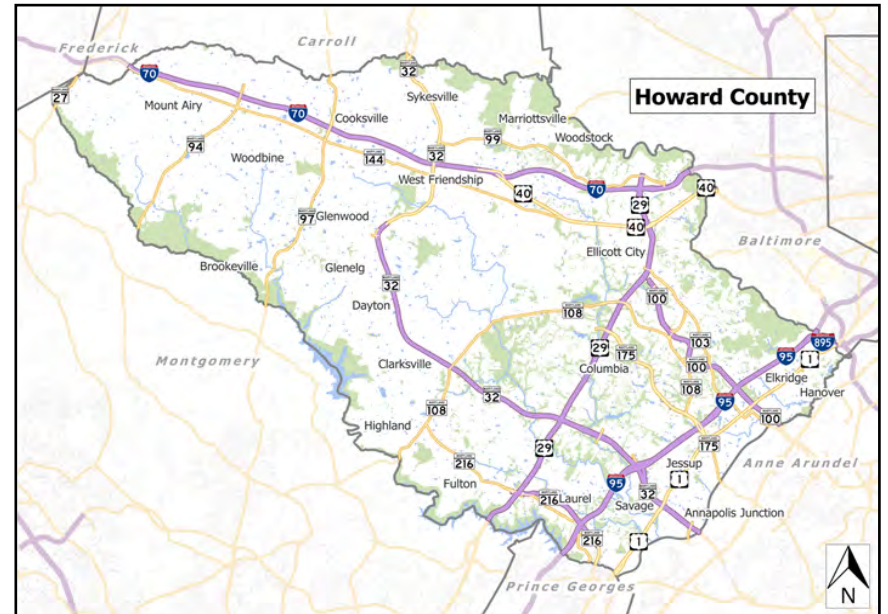 Carroll
Frederick
Howard County
70
32
27
Mount Airy
70
Sykesville
Cooksville
Marriottsville
94
99
Woodstock
Woodbine
144
32
West Friendship
40
70
40
29
97
Glenwood
40
Baltimore
Ellicott City
Brookeville
Glenelg
32
100
Dayton
108
103
895
29
175
95
1
Montgomery
Clarksville
Columbia
100
Elkridge
108
Hanover
32
95
108
100
Highland
29
175
216
Jessup
Anne Arundel
Fulton
95
1
216
Laurel
32
Savage
Annapolis Junction
216
1
Prince Georges
N